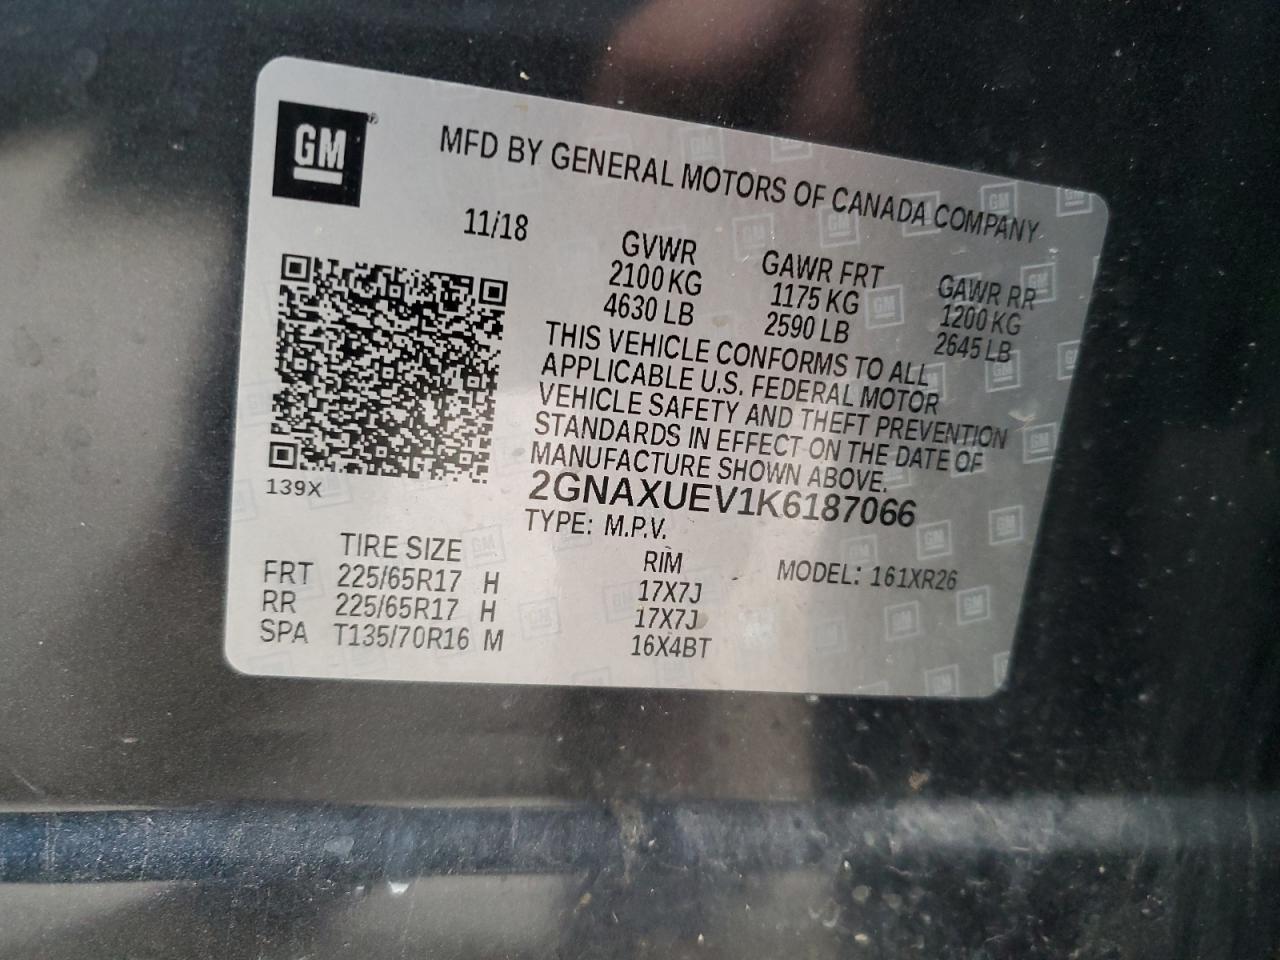 GM
MFD BY GENERAL MOTORS OF CANADA COMPANY
11/18
GVWR GAWR FRT GAWR RR
2100 KG 1175 KG 1200 KG
4630 LB 2590 LB 2645 LB
THIS VEHICLE CONFORMS TO ALL
APPLICABLE U.S. FEDERAL MOTOR
VEHICLE SAFETY AND THEFT PREVENTION
STANDARDS IN EFFECT ON THE DATE OF
MANUFACTURE SHOWN ABOVE.
139X
2GNAXUEV1K6187066
TYPE: M.P.V. MODEL: 161XR26
TIRE SIZE RIM
FRT 225/65R17 H 17X7J
RR 225/65R17 H 17X7J
SPA T135/70R16 M 16X4BT